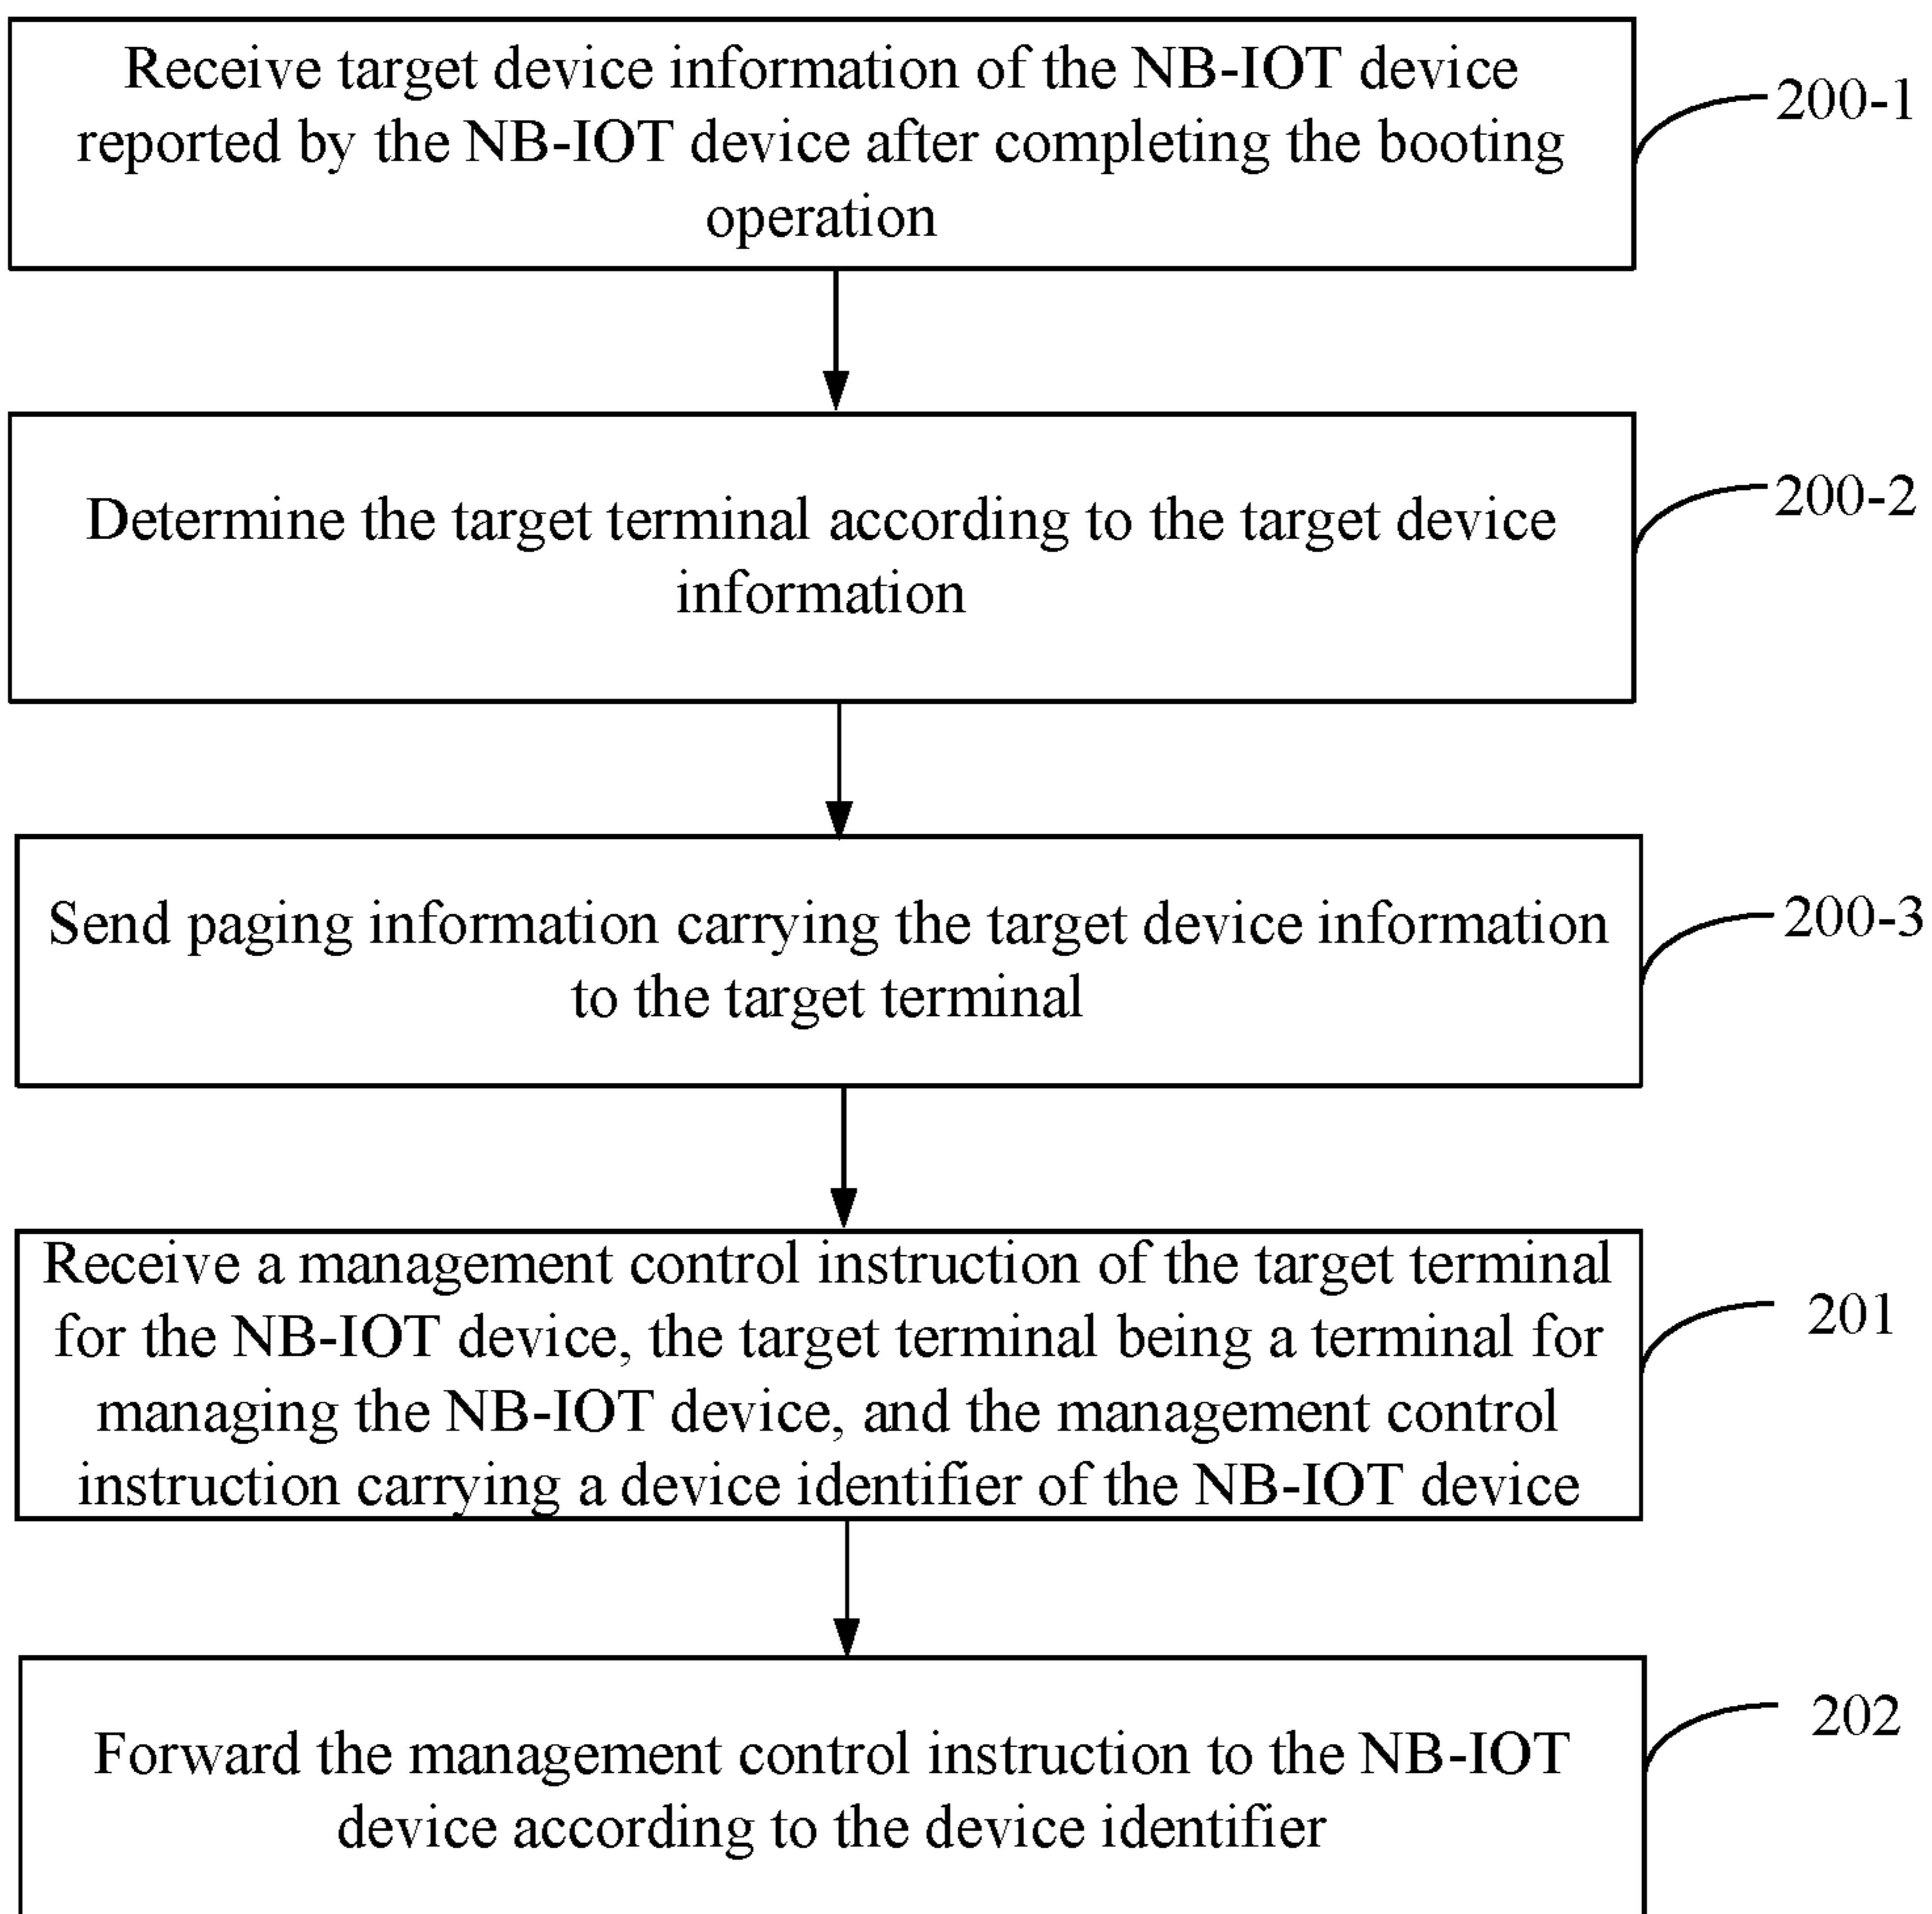 Receive target device information of the NB-IOT device
reported by the NB-IOT device after completing the booting
operation
200-1
Determine the target terminal according to the target device
information
200-2
Send paging information carrying the target device information
to the target terminal
200-3
Receive a management control instruction of the target terminal
for the NB-IOT device, the target terminal being a terminal for
managing the NB-IOT device, and the management control
instruction carrying a device identifier of the NB-IOT device
201
Forward the management control instruction to the NB-IOT
device according to the device identifier
202